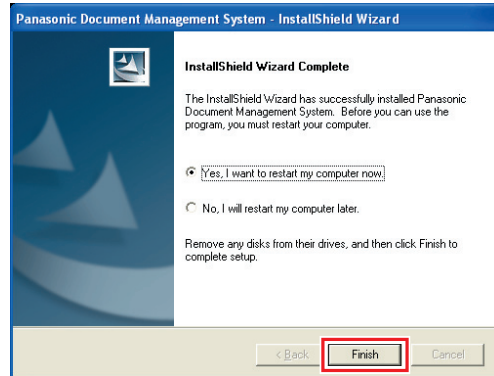 Panasonic Document Management System - InstallShield Wizard
InstallShield Wizard Complete
The InstallShield Wizard has successfully installed Panasonic
Document Management System.  Before you can use the
program, you must restart your computer.
Yes, I want to restart my computer now.
No, I will restart my computer later.
Remove any disks from their drives, and then click Finish to
complete setup.
< Back
Finish
Cancel